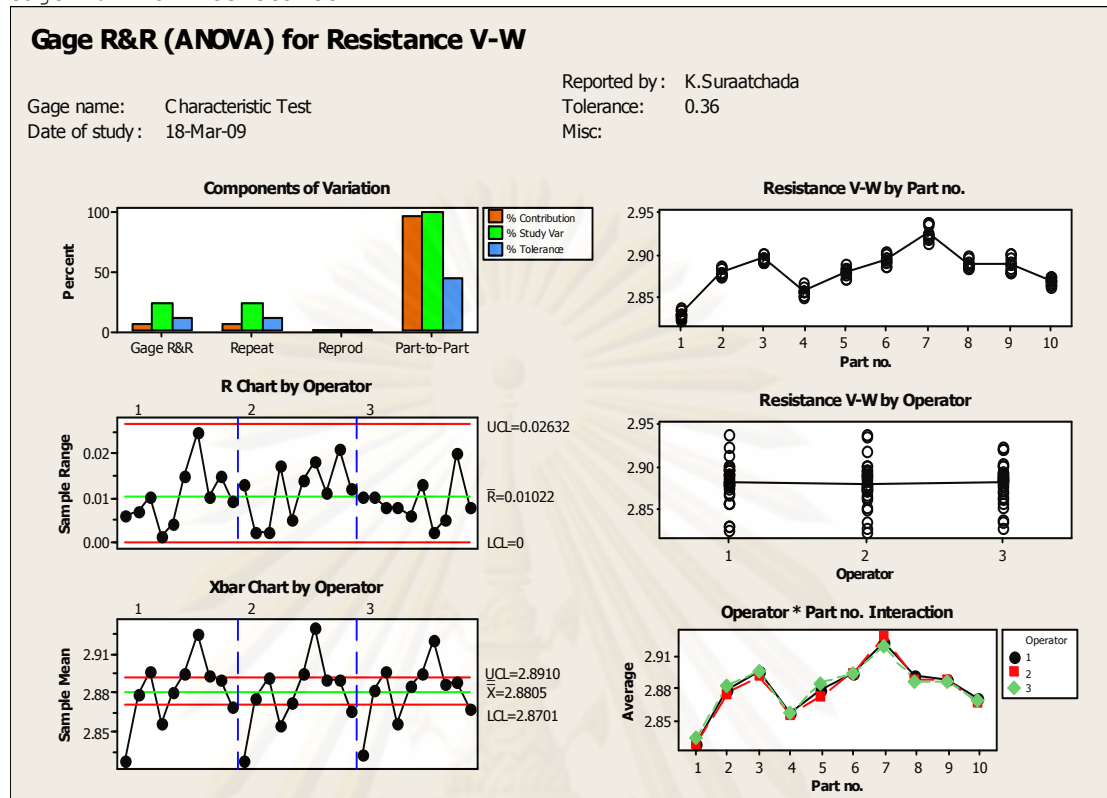 Gage R&R (ANOVA) for Resistance V-W
Gage name: Characteristic Test
Date of study: 18-Mar-09
Reported by: K.Suraatchada
Tolerance: 0.36
Misc:
Components of Variation
Percent
100
50
0
Gage R&R Repeat Reprod Part-to-Part
% Contribution
% Study Var
% Tolerance
R Chart by Operator
1 2 3
Sample Range
0.02
0.01
0.00
UCL=0.02632
R=0.01022
LCL=0
Xbar Chart by Operator
1 2 3
Sample Mean
2.91
2.88
2.85
UCL=2.8910
X=2.8805
LCL=2.8701
Resistance V-W by Part no.
2.95
2.90
2.85
1 2 3 4 5 6 7 8 9 10
Part no.
Resistance V-W by Operator
2.95
2.90
2.85
1 2 3
Operator
Operator * Part no. Interaction
Average
2.91
2.88
2.85
1 2 3 4 5 6 7 8 9 10
Part no.
Operator
1
2
3